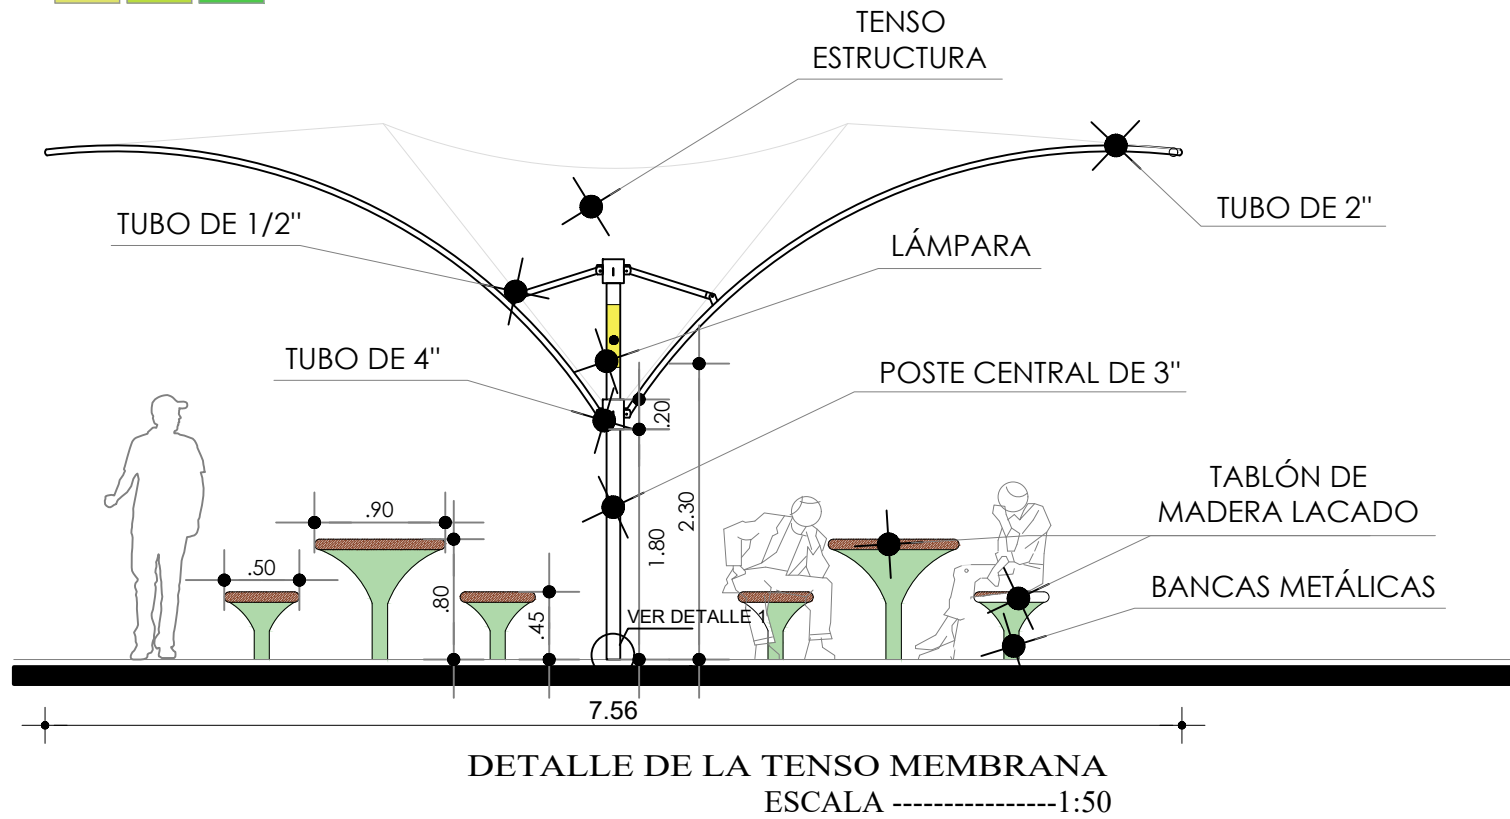 TENSO
ESTRUCTURA
TUBO DE 1/2"
TUBO DE 2"
LÁMPARA
TUBO DE 4"
POSTE CENTRAL DE 3"
.20
TABLÓN DE
MADERA LACADO
.90
2.30
1.80
.50
.80
.45
BANCAS METÁLICAS
VER DETALLE 1
7.56
DETALLE DE LA TENSO MEMBRANA
ESCALA ----------------1:50